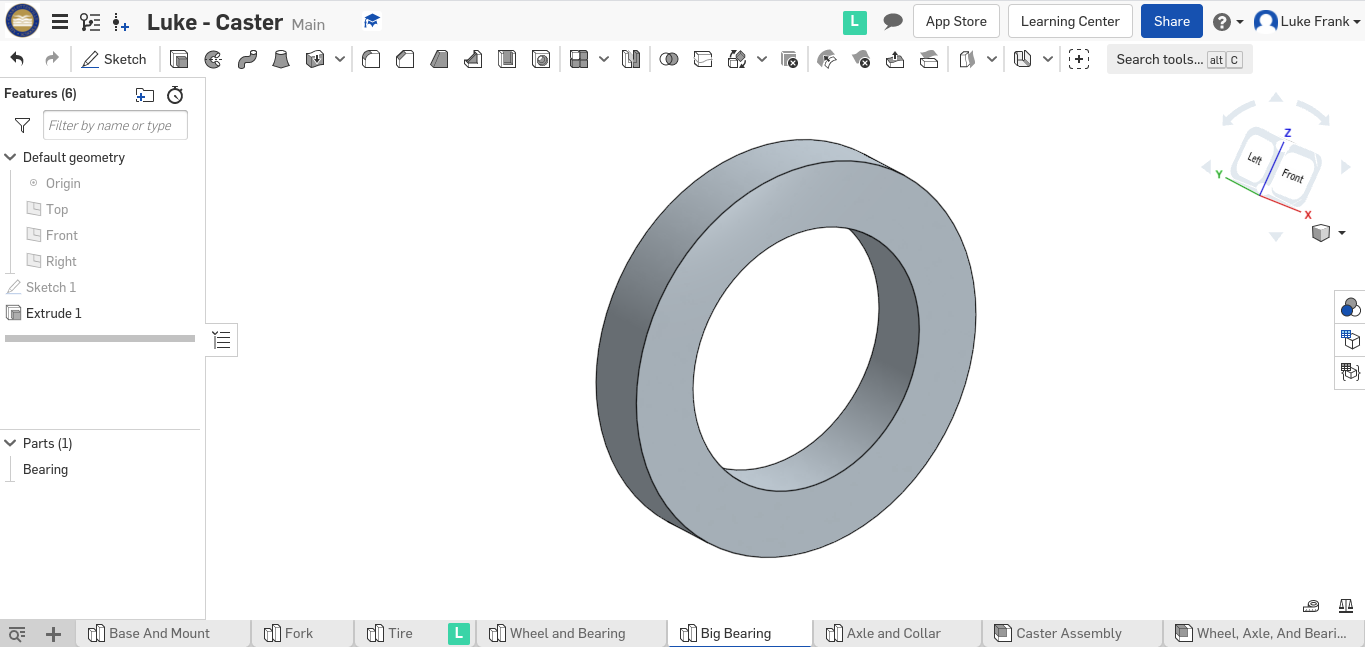 Luke - Caster Main
L
App Store
Learning Center
Share
Luke Frank
Sketch
Search tools... alt C
Features (6)
Filter by name or type
Default geometry
Origin
Top
Front
Right
Sketch 1
Extrude 1
Parts (1)
Bearing
Z
Left
Front
Y
X
Base And Mount
Fork
Tire
L
Wheel and Bearing
Big Bearing
Axle and Collar
Caster Assembly
Wheel, Axle, And Beari...